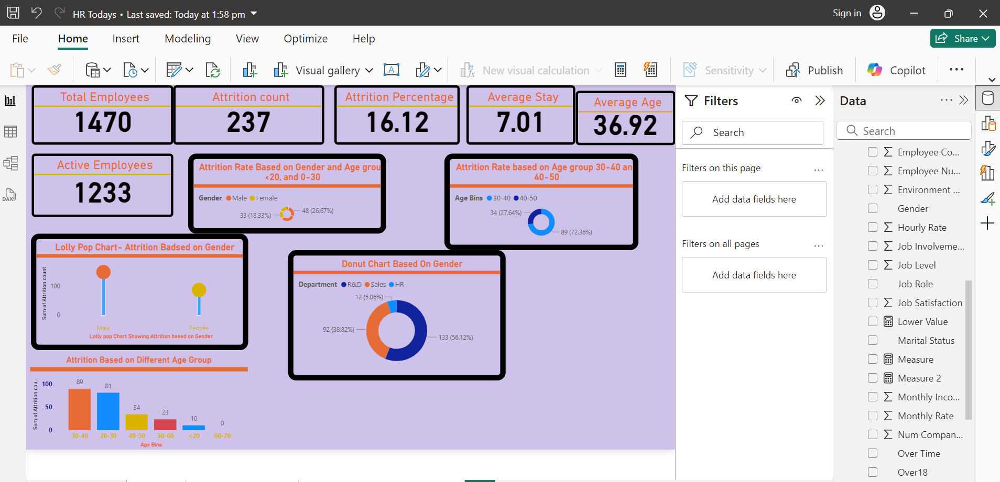 HR Todays • Last saved: Today at 1:58 pm
Sign in
File
Home
Insert
Modeling
View
Optimize
Help
Share
Visual gallery
New visual calculation
Sensitivity
Publish
Copilot
Total Employees
1470
Attrition count
237
Attrition Percentage
16.12
Average Stay
7.01
Average Age
36.92
Active Employees
1233
Attrition Rate Based on Gender and Age grou
<20, and 0-30
Gender Male Female
33 (18.33%)
48 (26.67%)
Attrition Rate based on Age group 30-40 an
40-50
Age Bins 30-40 40-50
34 (27.64%)
89 (72.36%)
Lolly Pop Chart- Attrition Badsed on Gender
Sum of Attrition count
100
0
Male
Female
Lolly pop Chart Showing Attrition based on Gender
Donut Chart Based On Gender
Department R&D Sales HR
12 (5.06%)
92 (38.82%)
133 (56.12%)
Attrition Based on Different Age Group
Sum of Attrition cou...
100
50
0
89
81
34
23
10
0
30-40
20-30
40-50
50-60
<20
60-70
Age Bins
Filters
Search
Filters on this page
...
Add data fields here
Filters on all pages
...
Add data fields here
Data
Search
Employee Co...
Employee Nu...
Environment ...
Gender
Hourly Rate
Job Involveme...
Job Level
Job Role
Job Satisfaction
Lower Value
Marital Status
Measure
Measure 2
Monthly Inco...
Monthly Rate
Num Compan...
Over Time
Over18
DAX